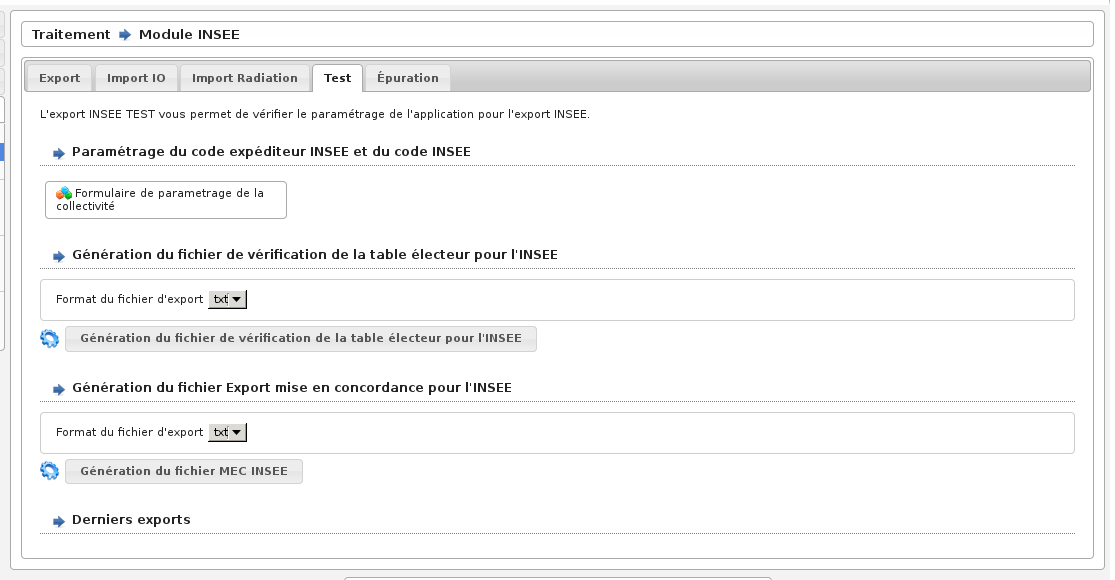 Traitement Module INSEE
Export Import IO Import Radiation Test Épuration
L'export INSEE TEST vous permet de vérifier le paramétrage de l'application pour l'export INSEE.
Paramétrage du code expéditeur INSEE et du code INSEE
Formulaire de parametrage de la
collectivité
Génération du fichier de vérification de la table électeur pour l'INSEE
Format du fichier d'export txt
Génération du fichier de vérification de la table électeur pour l'INSEE
Génération du fichier Export mise en concordance pour l'INSEE
Format du fichier d'export txt
Génération du fichier MEC INSEE
Derniers exports